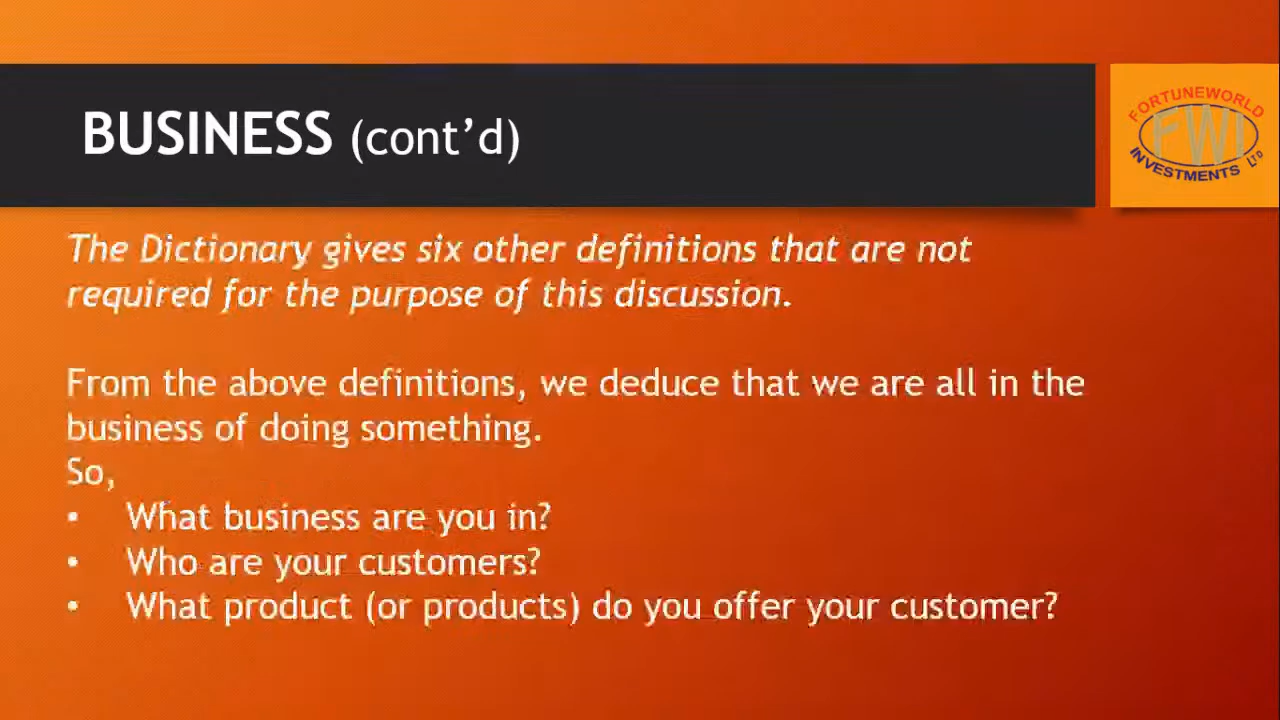 BUSINESS (cont’d)
FORTUNEWORLD
FWI
INVESTMENTS LTD
The Dictionary gives six other definitions that are not
required for the purpose of this discussion.
From the above definitions, we deduce that we are all in the
business of doing something.
So,
• What business are you in?
• Who are your customers?
• What product (or products) do you offer your customer?